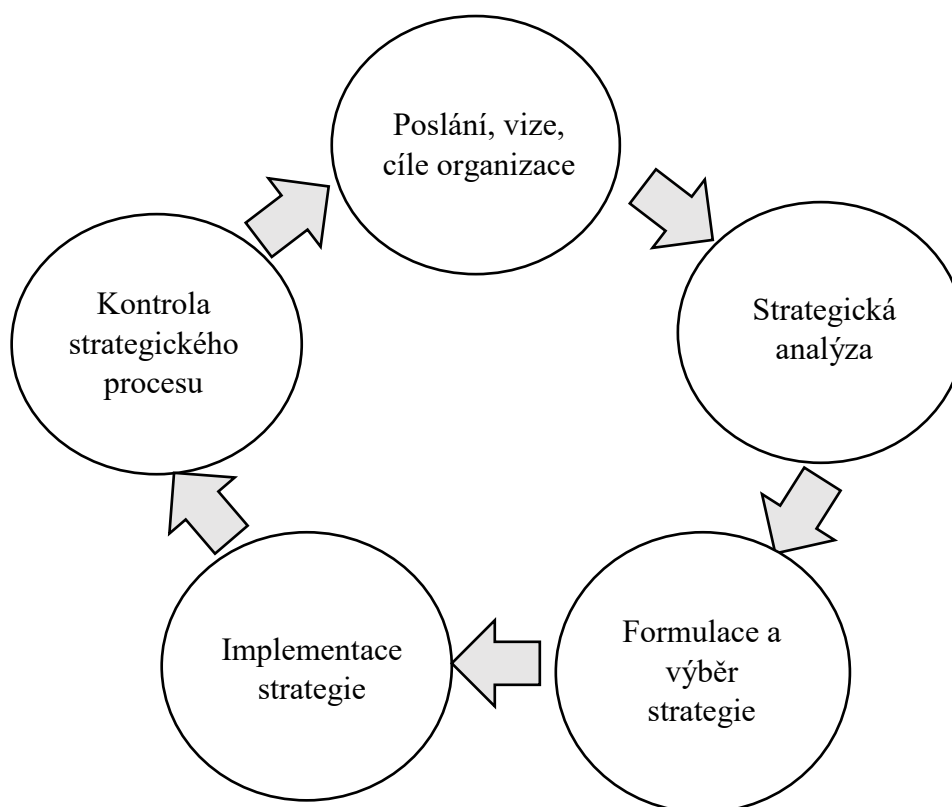 Poslání, vize,
cíle organizace
Strategická
analýza
Formulace a
výběr
strategie
Implementace
strategie
Kontrola
strategického
procesu